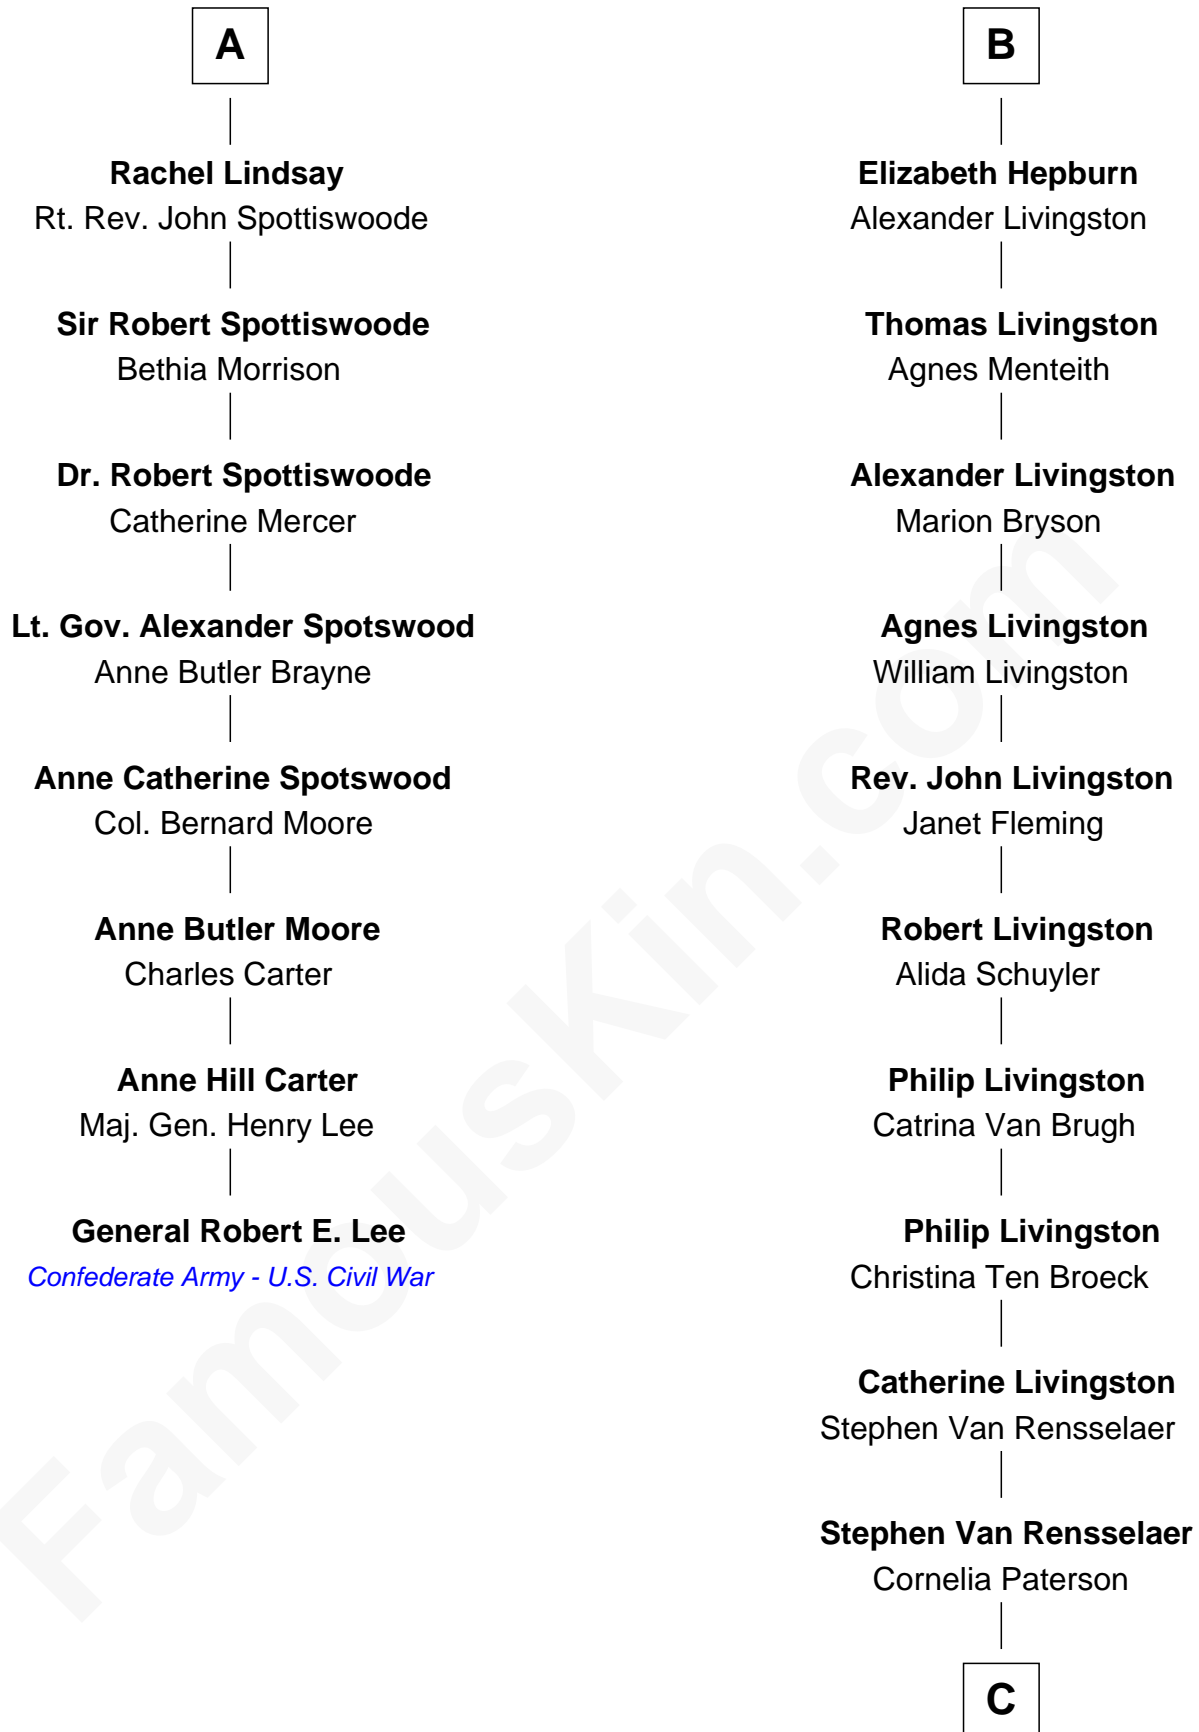 A
Rachel Lindsay
Rt. Rev. John Spottiswoode
Sir Robert Spottiswoode
Bethia Morrison
Dr. Robert Spottiswoode
Catherine Mercer
Lt. Gov. Alexander Spotswood
Anne Butler Brayne
Anne Catherine Spotswood
Col. Bernard Moore
Anne Butler Moore
Charles Carter
Anne Hill Carter
Maj. Gen. Henry Lee
General Robert E. Lee
Confederate Army - U.S. Civil War
B
Elizabeth Hepburn
Alexander Livingston
Thomas Livingston
Agnes Menteith
Alexander Livingston
Marion Bryson
Agnes Livingston
William Livingston
Rev. John Livingston
Janet Fleming
Robert Livingston
Alida Schuyler
Philip Livingston
Catrina Van Brugh
Philip Livingston
Christina Ten Broeck
Catherine Livingston
Stephen Van Rensselaer
Stephen Van Rensselaer
Cornelia Paterson
C
FamousKin.com